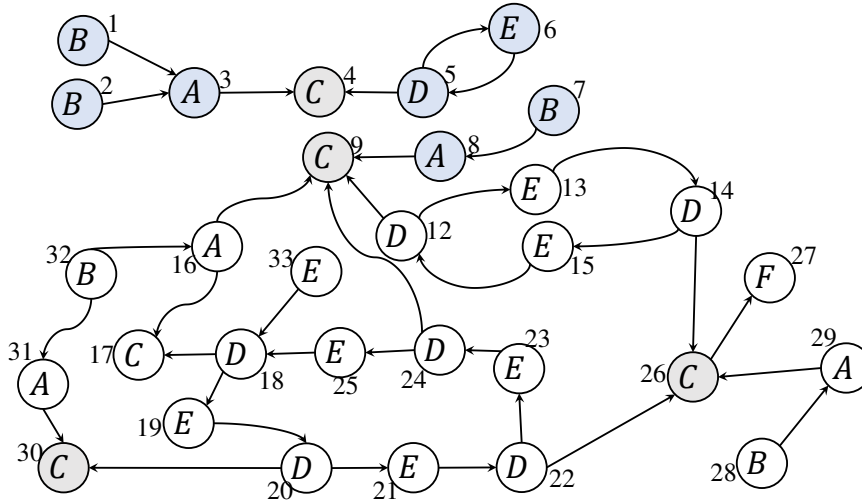 B 1
E 6
B 2
A 3
C 4
D 5
B 7
C 9
A 8
E 13
D 14
D 12
E 15
32 B
16 A
33 E
F 27
17 C
D 18
E 25
D 24
E 23
31 A
26 C
A 29
19 E
30 C
D 20
E 21
D 22
28 B